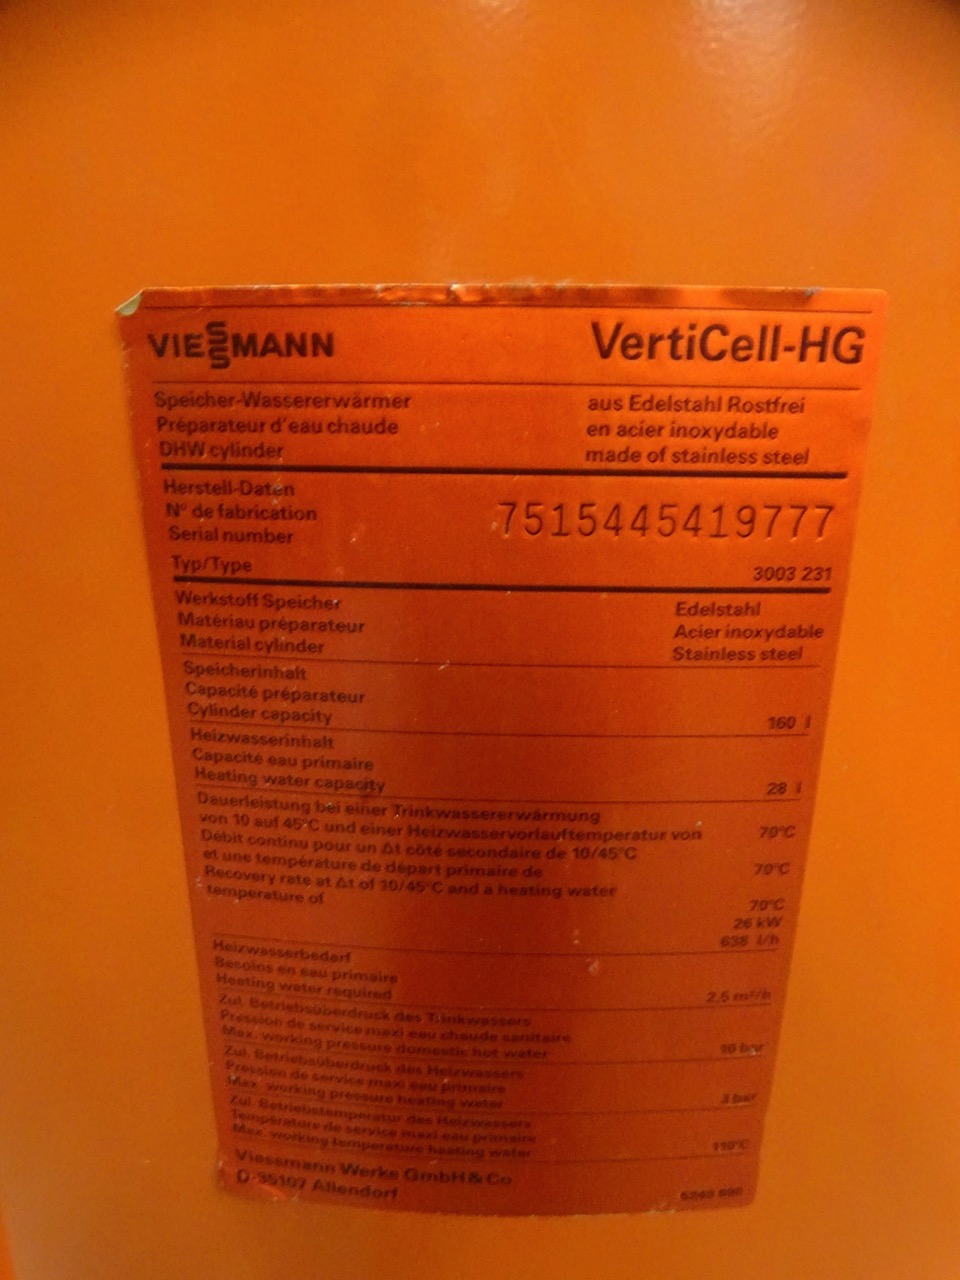 VIESSMANN VertiCell-HG
Speicher-Wassererwärmer aus Edelstahl Rostfrei
Préparateur d'eau chaude en acier inoxydable
DHW cylinder made of stainless steel
Herstell-Daten
N° de fabrication 7515445419777
Serial number
Typ/Type 3003 231
Werkstoff Speicher Edelstahl
Matériau préparateur Acier inoxydable
Material cylinder Stainless steel
Speicherinhalt
Capacité préparateur
Cylinder capacity 160 l
Heizwasserinhalt
Capacité eau primaire
Heating water capacity 28 l
Dauerleistung bei einer Trinkwassererwärmung
von 10 auf 45°C und einer Heizwasservorlauftemperatur von 70°C
Débit continu pour un Δt côté secondaire de 10/45°C
et une température de départ primaire de 70°C
Recovery rate at Δt of 10/45°C and a heating water
temperature of 70°C
26 kW
638 l/h
Heizwasserbedarf
Besoins en eau primaire
Heating water required 2,5 m³/h
Zul. Betriebsüberdruck des Trinkwassers
Pression de service maxi eau chaude sanitaire
Max. working pressure domestic hot water 10 bar
Zul. Betriebsüberdruck des Heizwassers
Pression de service maxi eau primaire
Max. working pressure heating water 3 bar
Zul. Betriebstemperatur des Heizwassers
Température de service maxi eau primaire
Max. working temperature heating water 110°C
Viessmann Werke GmbH & Co
D-35107 Allendorf